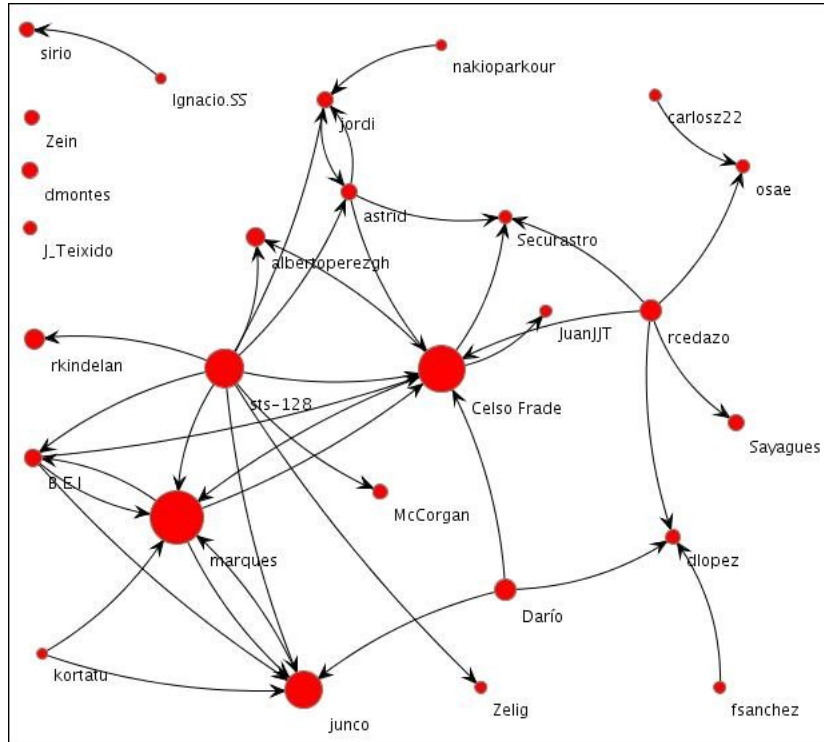 sirio
nakioparkour
Ignacio.SS
carlosz22
jordi
Zein
osae
dmontes
astrid
Securastro
J_Teixido
albertoperezgh
JuanJJT
rcedazo
rkindelan
sts-128
Celso Frade
Sayagues
B.E.I
McCorgan
marques
dlopez
Darío
kortatu
junco
Zelig
fsanchez